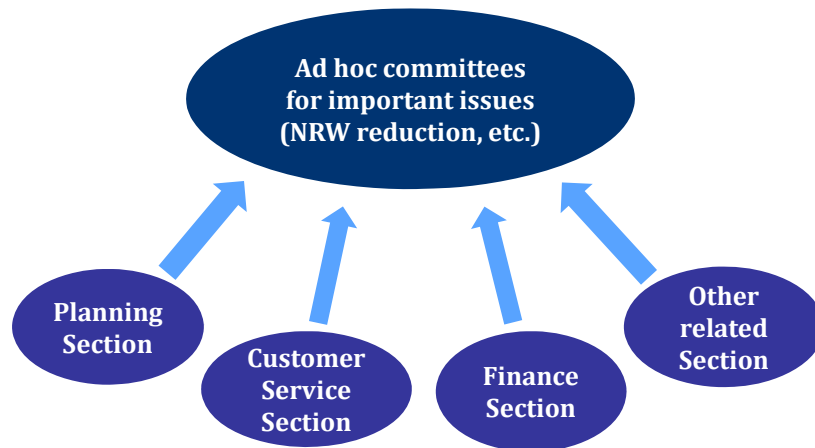 Ad hoc committees
for important issues
(NRW reduction, etc.)
Planning
Section
Customer
Service
Section
Finance
Section
Other
related
Section